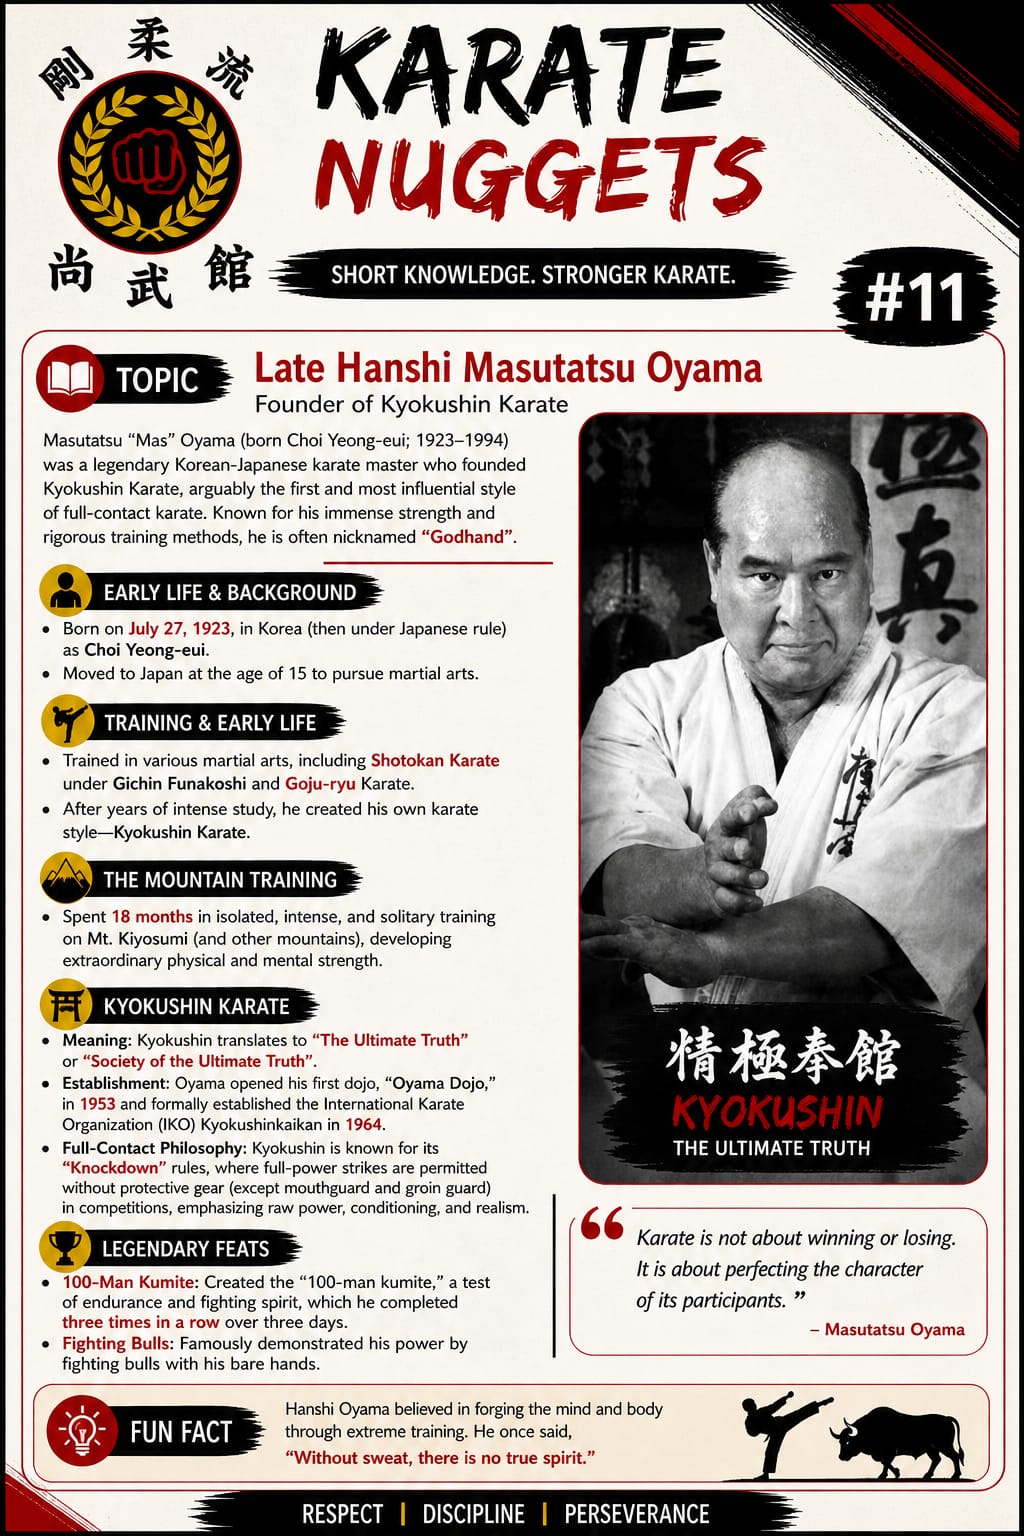 剛柔流
尚武館
KARATE
NUGGETS
SHORT KNOWLEDGE. STRONGER KARATE.
#11
TOPIC
Late Hanshi Masutatsu Oyama
Founder of Kyokushin Karate
Masutatsu “Mas” Oyama (born Choi Yeong-eui; 1923–1994)
was a legendary Korean-Japanese karate master who founded
Kyokushin Karate, arguably the first and most influential style
of full-contact karate. Known for his immense strength and
rigorous training methods, he is often nicknamed “Godhand”.
EARLY LIFE & BACKGROUND
• Born on July 27, 1923, in Korea (then under Japanese rule)
as Choi Yeong-eui.
• Moved to Japan at the age of 15 to pursue martial arts.
TRAINING & EARLY LIFE
• Trained in various martial arts, including Shotokan Karate
under Gichin Funakoshi and Goju-ryu Karate.
• After years of intense study, he created his own karate
style—Kyokushin Karate.
THE MOUNTAIN TRAINING
• Spent 18 months in isolated, intense, and solitary training
on Mt. Kiyosumi (and other mountains), developing
extraordinary physical and mental strength.
KYOKUSHIN KARATE
• Meaning: Kyokushin translates to “The Ultimate Truth”
or “Society of the Ultimate Truth”.
• Establishment: Oyama opened his first dojo, “Oyama Dojo,”
in 1953 and formally established the International Karate
Organization (IKO) Kyokushinkaikan in 1964.
• Full-Contact Philosophy: Kyokushin is known for its
“Knockdown” rules, where full-power strikes are permitted
without protective gear (except mouthguard and groin guard)
in competitions, emphasizing raw power, conditioning, and realism.
LEGENDARY FEATS
• 100-Man Kumite: Created the “100-man kumite,” a test
of endurance and fighting spirit, which he completed
three times in a row over three days.
• Fighting Bulls: Famously demonstrated his power by
fighting bulls with his bare hands.
極真
情極拳館
KYOKUSHIN
THE ULTIMATE TRUTH
“ Karate is not about winning or losing.
It is about perfecting the character
of its participants. ”
– Masutatsu Oyama
FUN FACT
Hanshi Oyama believed in forging the mind and body
through extreme training. He once said,
“Without sweat, there is no true spirit.”
RESPECT | DISCIPLINE | PERSEVERANCE